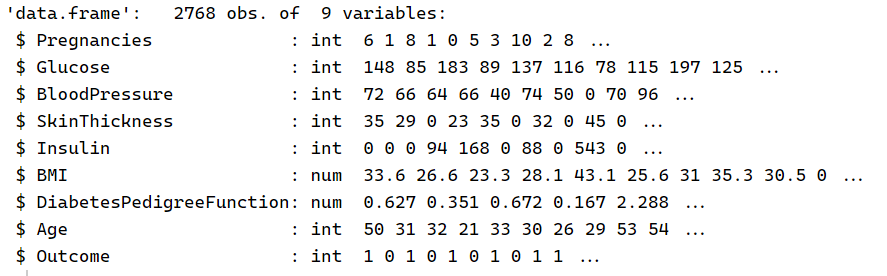 'data.frame':   2768 obs. of  9 variables:
 $ Pregnancies             : int  6 1 8 1 0 5 3 10 2 8 ...
 $ Glucose                 : int  148 85 183 89 137 116 78 115 197 125  ...
 $ BloodPressure           : int  72 66 64 66 40 74 50 0 70 96  ...
 $ SkinThickness           : int  35 29 0 23 35 0 32 0 45 0  ...
 $ Insulin                 : int  0 0 0 94 168 0 88 0 543 0  ...
 $ BMI                     : num  33.6 26.6 23.3 28.1 43.1 25.6 31 35.3 30.5 0  ...
 $ DiabetesPedigreeFunction: num  0.627 0.351 0.672 0.167 2.288  ...
 $ Age                     : int  50 31 32 21 33 30 26 29 53 54  ...
 $ Outcome                 : int  1 0 1 0 1 0 1 0 1 1  ...